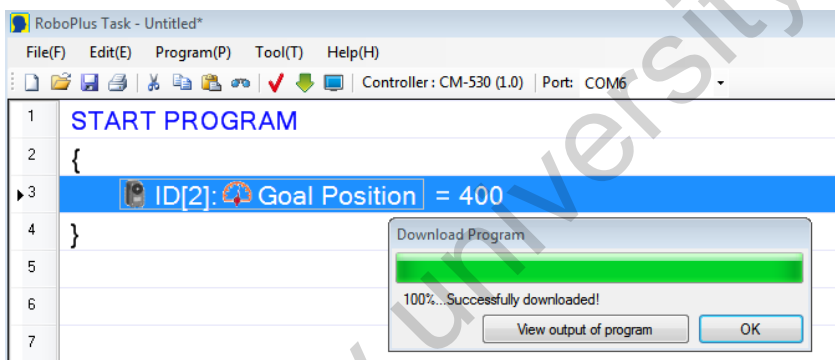 RoboPlus Task - Untitled*
File(F) Edit(E) Program(P) Tool(T) Help(H)
Controller : CM-530 (1.0) Port: COM6
1 START PROGRAM
2 {
3 ID[2]: Goal Position = 400
4 }
Download Program
5
100%...Successfully downloaded!
6
View output of program OK
7
university